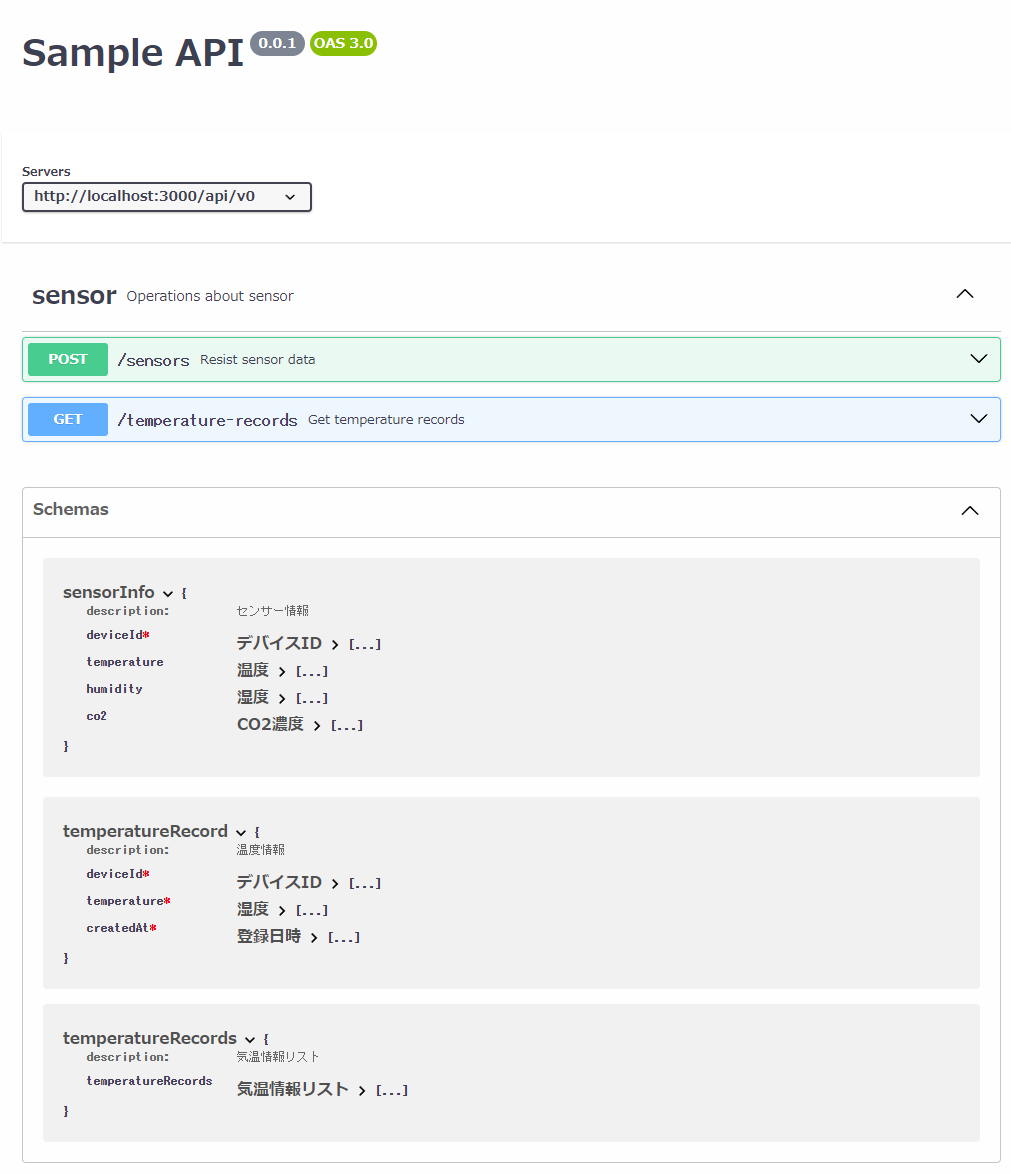 Sample API 0.0.1 OAS 3.0
Servers
http://localhost:3000/api/v0
sensor Operations about sensor
POST /sensors Resist sensor data
GET /temperature-records Get temperature records
Schemas
sensorInfo {
description: センサー情報
deviceId* デバイスID > [...]
temperature 温度 > [...]
humidity 湿度 > [...]
co2 CO2濃度 > [...]
}
temperatureRecord {
description: 温度情報
deviceId* デバイスID > [...]
temperature* 湿度 > [...]
createdAt* 登録日時 > [...]
}
temperatureRecords {
description: 気温情報リスト
temperatureRecords 気温情報リスト > [...]
}